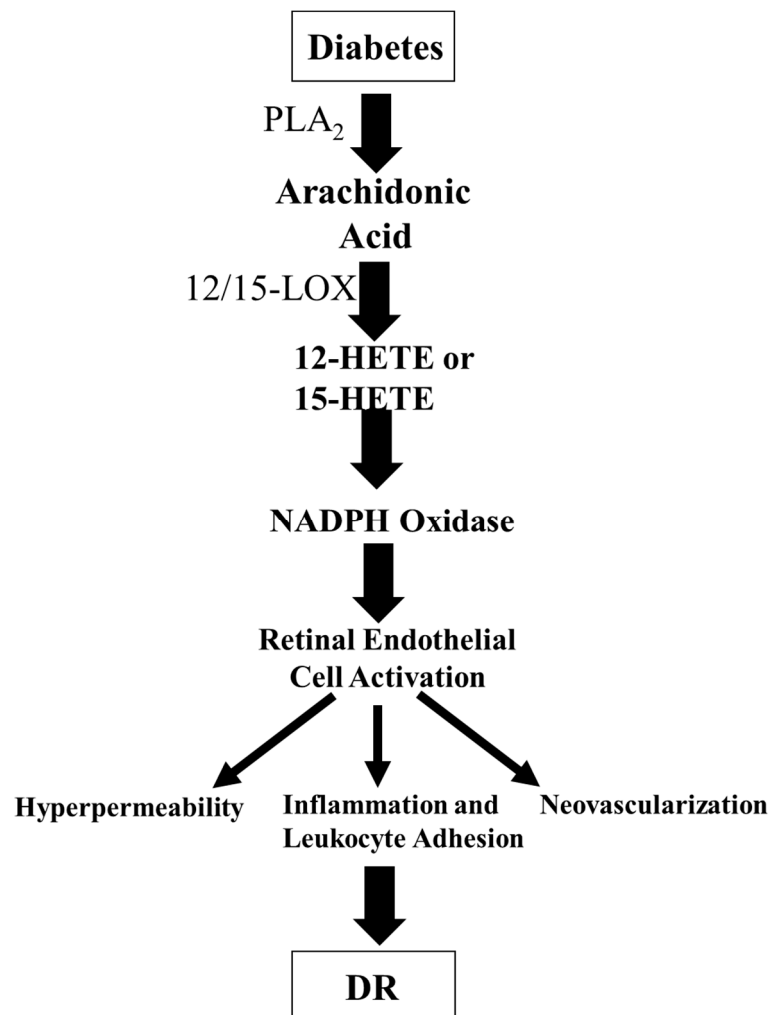 Diabetes
PLA₂
Arachidonic
Acid
12/15-LOX
12-HETE or
15-HETE
NADPH Oxidase
Retinal Endothelial
Cell Activation
Hyperpermeability
Inflammation and
Leukocyte Adhesion
Neovascularization
DR